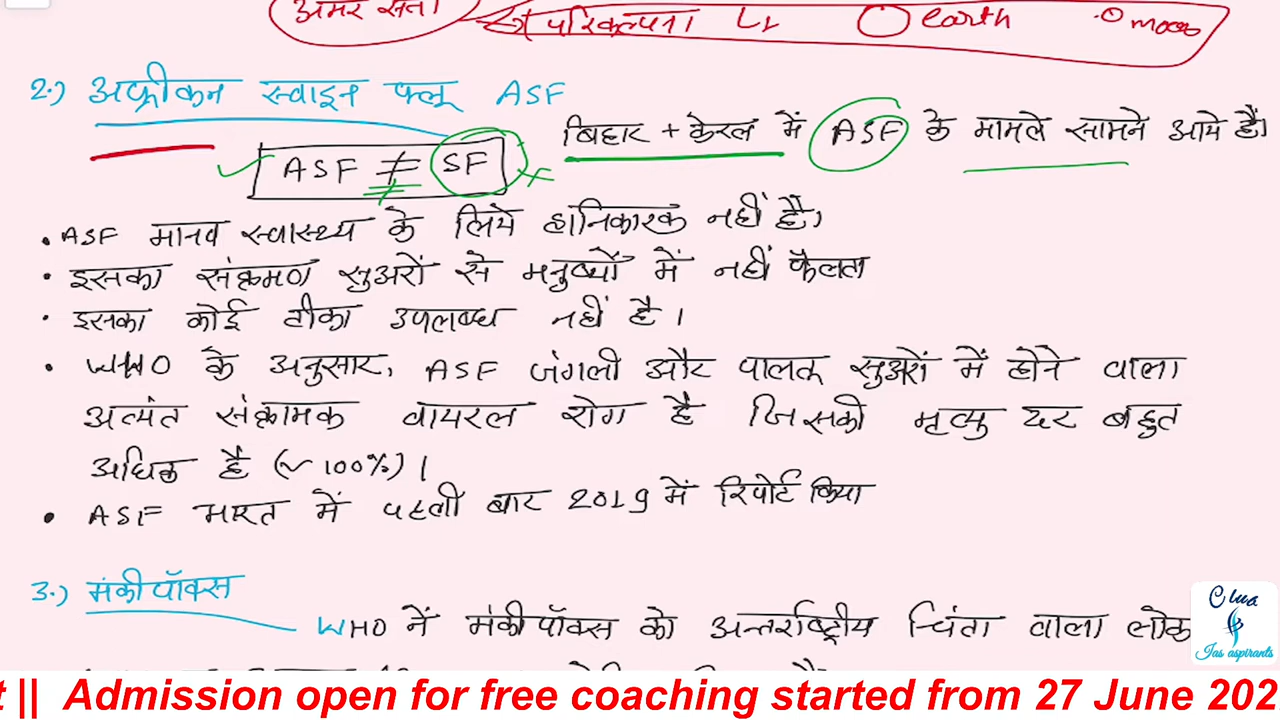 अमर सता
परिकल्पना earth moon
2.) अफ्रीकन स्वाइन फ्लू ASF
बिहार + केरल में ASF के मामले सामने आये हैं।
ASF ≠ SF
• ASF मानव स्वास्थ्य के लिये हानिकारक नहीं है।
• इसका संक्रमण सुअरों से मनुष्यों में नहीं फैलता
• इसका कोई टीका उपलब्ध नहीं है।
• WHO के अनुसार, ASF जंगली और पालक सुअरों में होने वाला
अत्यंत संक्रामक वायरल रोग है जिसकी मृत्यु दर बहुत
अधिक है (~ 100%)।
• ASF भारत में पहली बार 2019 में रिपोर्ट किया
3.) मंकीपॉक्स
WHO ने मंकीपॉक्स को अन्तर्राष्ट्रीय चिंता वाला लोक
Clua
Ias aspirants
t || Admission open for free coaching started from 27 June 202